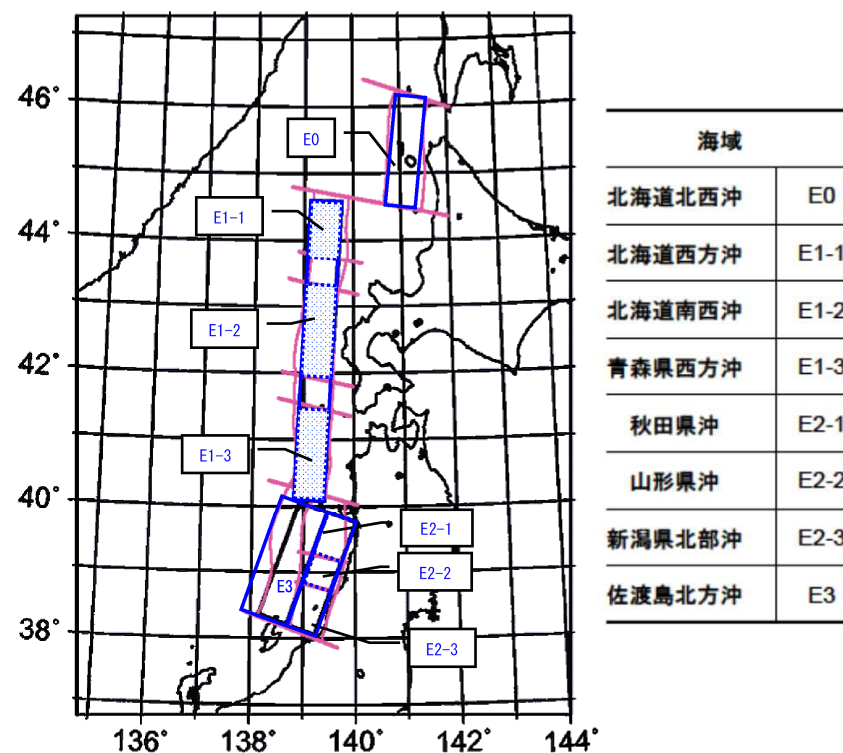 46°
44°
42°
40°
38°
136°
138°
140°
142°
144°
E0
E1-1
E1-2
E1-3
E2-1
E2-2
E3
E2-3
海域
北海道北西沖 E0
北海道西方沖 E1-1
北海道南西沖 E1-2
青森県西方沖 E1-3
秋田県沖 E2-1
山形県沖 E2-2
新潟県北部沖 E2-3
佐渡島北方沖 E3